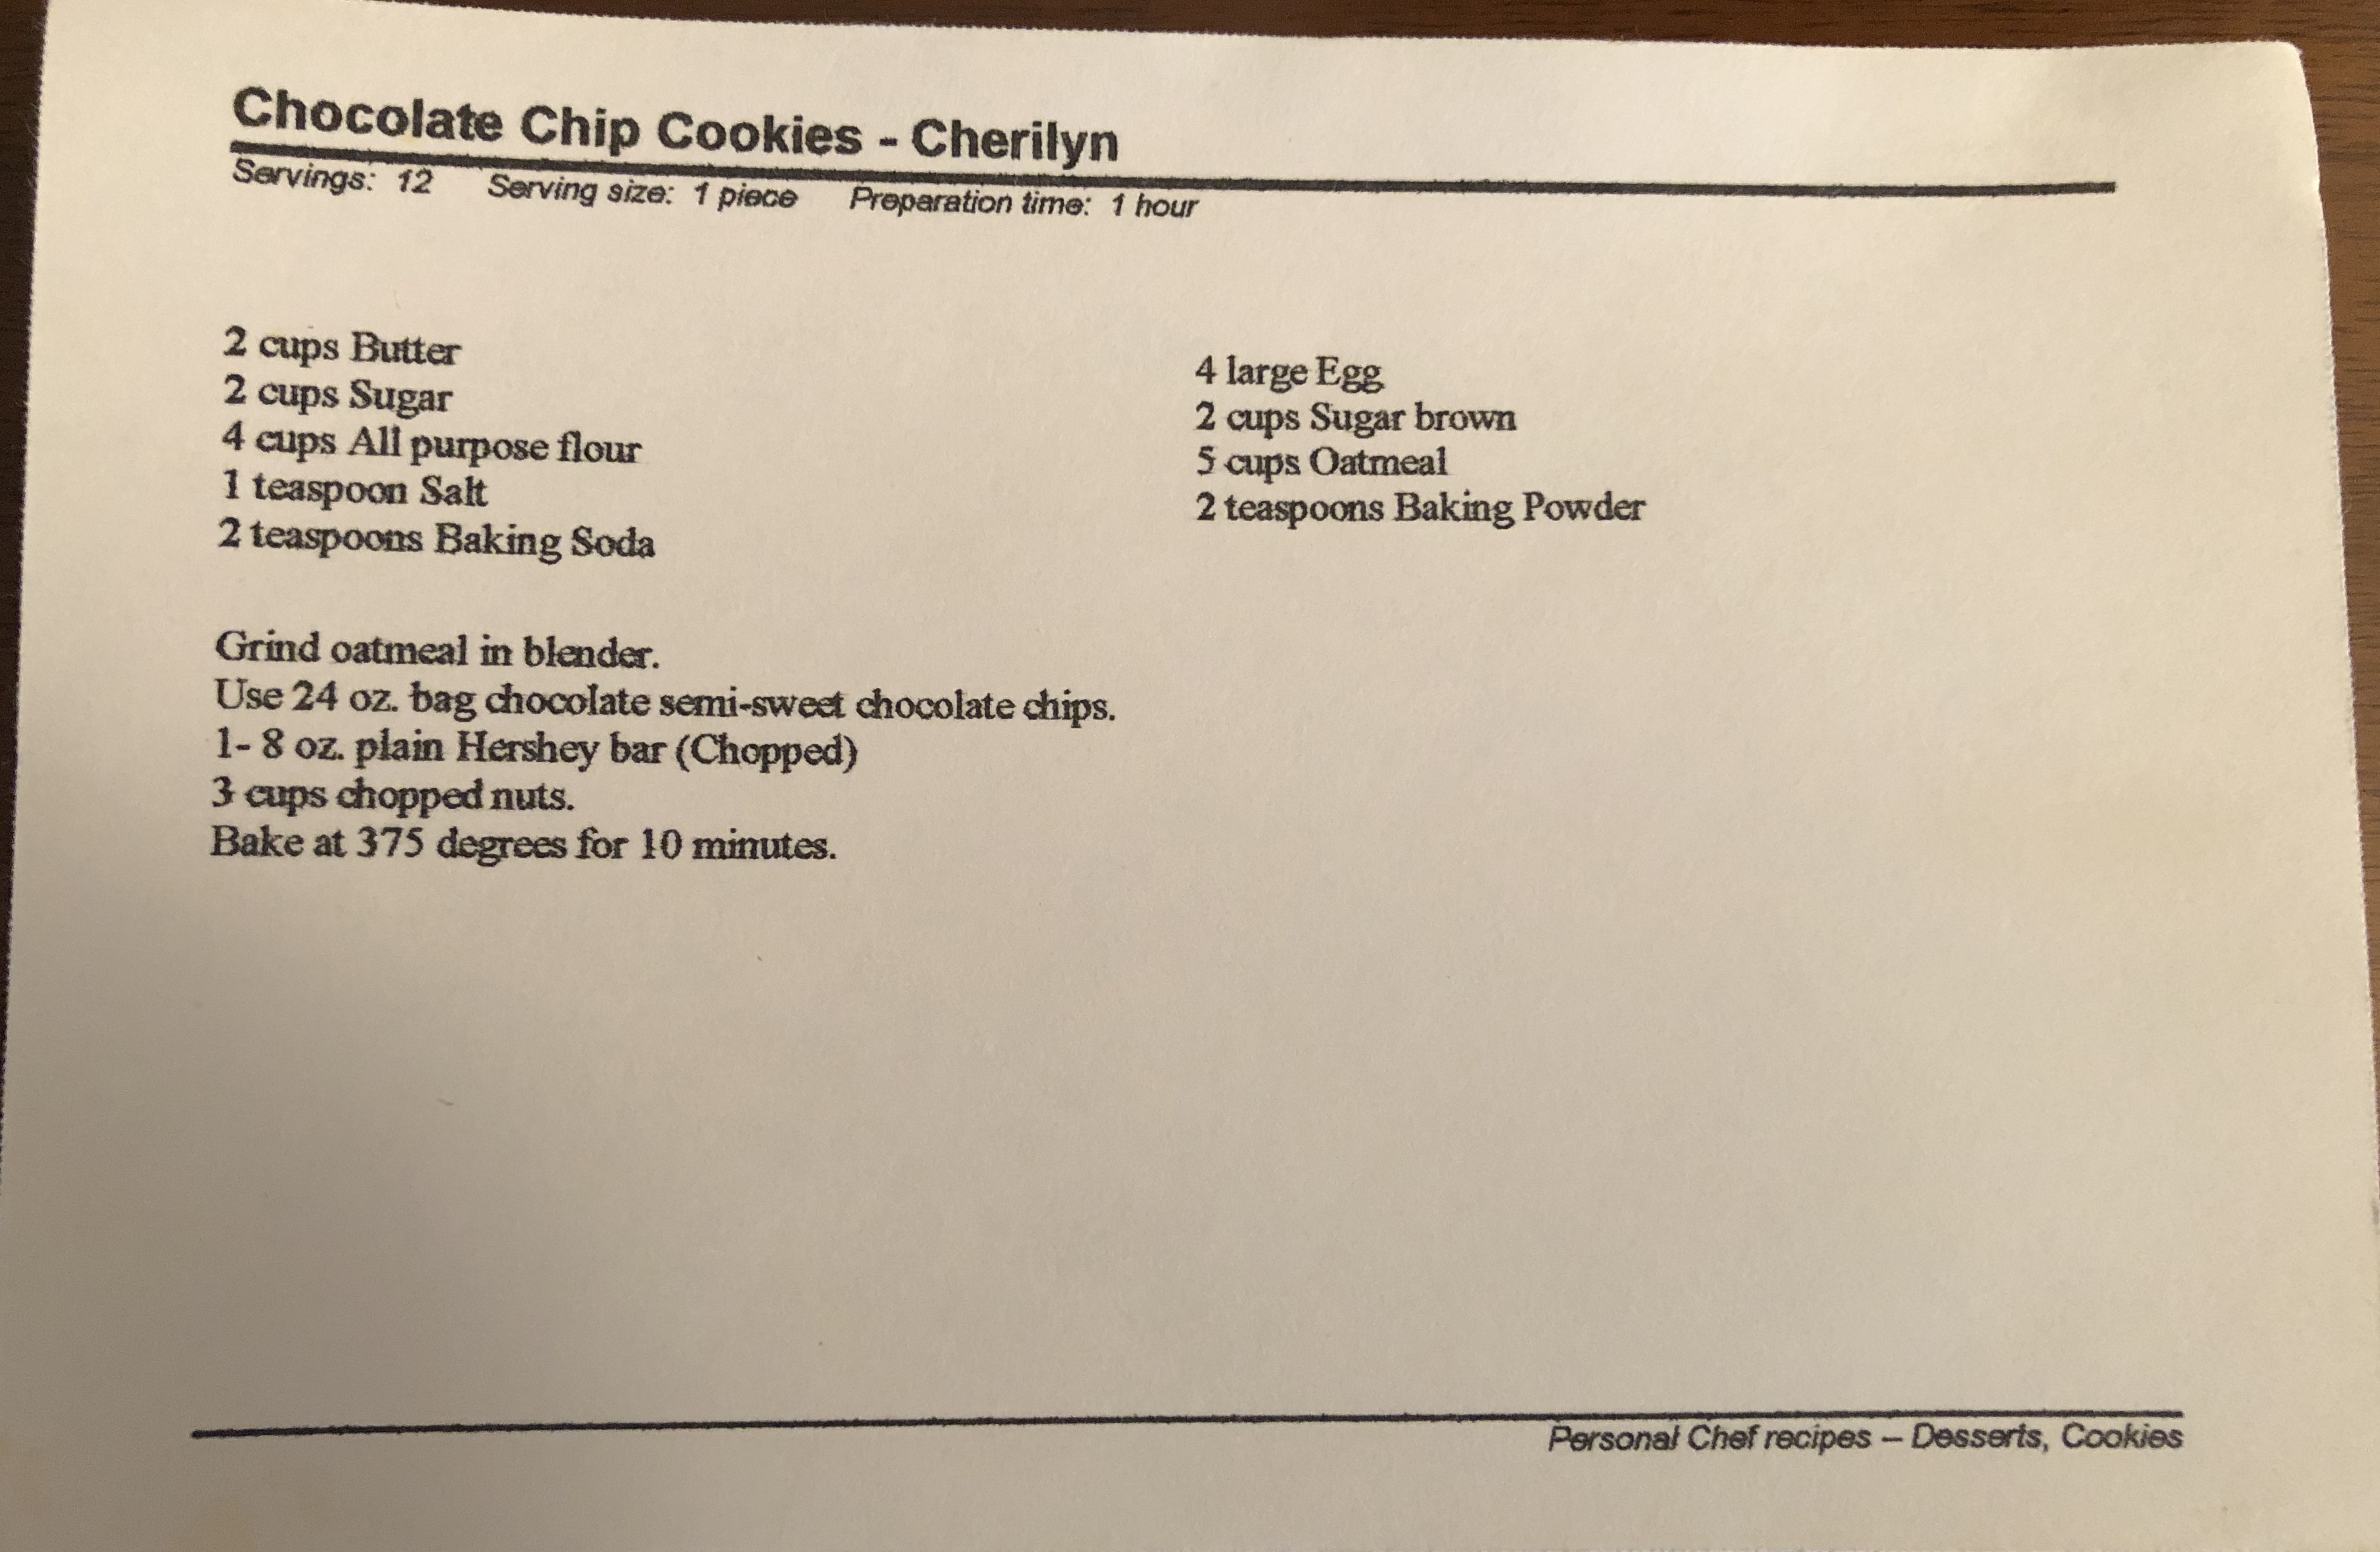 Chocolate Chip Cookies - Cherilyn
Servings: 12 Serving size: 1 piece Preparation time: 1 hour
2 cups Butter
2 cups Sugar
4 cups All purpose flour
1 teaspoon Salt
2 teaspoons Baking Soda
4 large Egg
2 cups Sugar brown
5 cups Oatmeal
2 teaspoons Baking Powder
Grind oatmeal in blender.
Use 24 oz. bag chocolate semi-sweet chocolate chips.
1- 8 oz. plain Hershey bar (Chopped)
3 cups chopped nuts.
Bake at 375 degrees for 10 minutes.
Personal Chef recipes – Desserts, Cookies